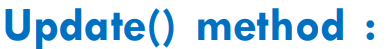 Update() method :